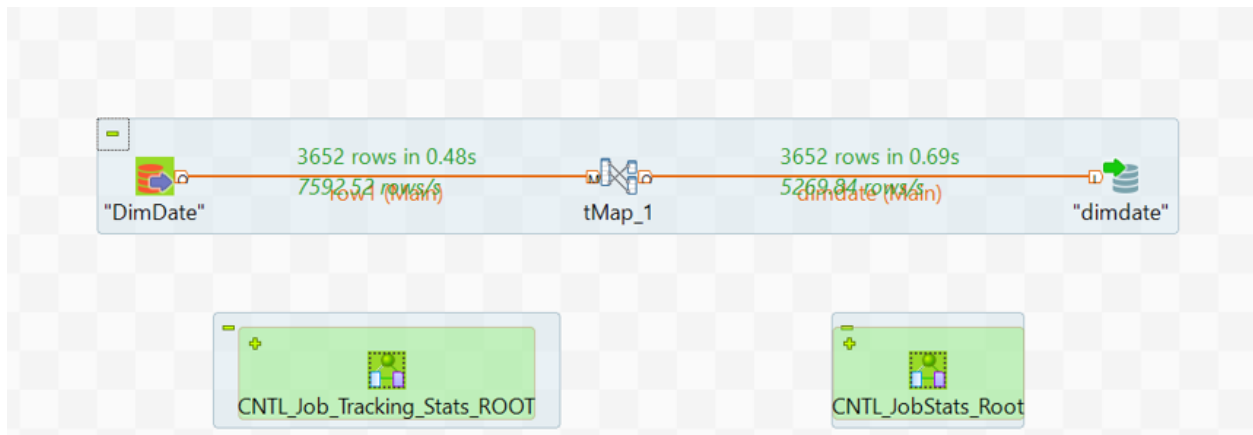 3652 rows in 0.48s
7592.52 rows/s
row1 (Main)
3652 rows in 0.69s
5269.84 rows/s
dimdate (Main)
"DimDate"
tMap_1
"dimdate"
CNTL_Job_Tracking_Stats_ROOT
CNTL_JobStats_Root